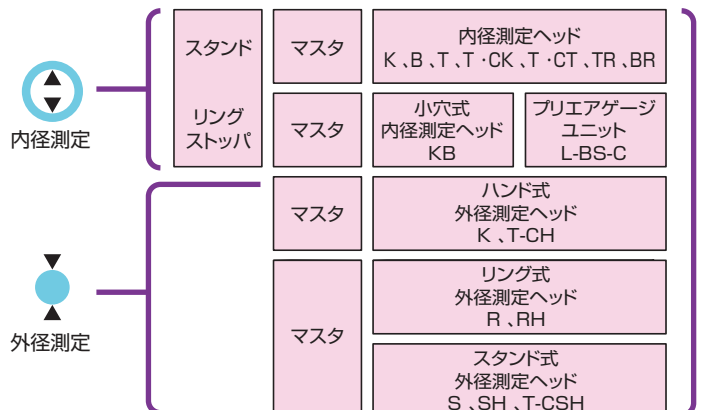 内径測定
スタンド
リング
ストッパ
マスタ
内径測定ヘッド
K 、B 、T 、T ・CK 、T ・CT 、TR 、BR
マスタ
小穴式
内径測定ヘッド
KB
プリエアゲージ
ユニット
L-BS-C
外径測定
マスタ
ハンド式
外径測定ヘッド
K 、T-CH
マスタ
リング式
外径測定ヘッド
R 、RH
スタンド式
外径測定ヘッド
S 、SH 、T-CSH